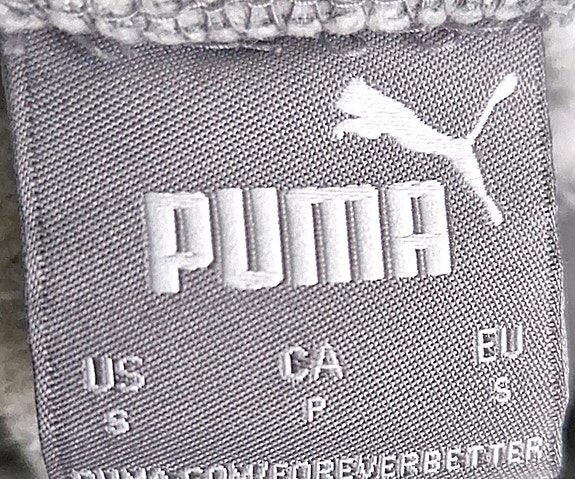 PUMA
US CA EU
S P S
PUMA.COM/FOREVERBETTER